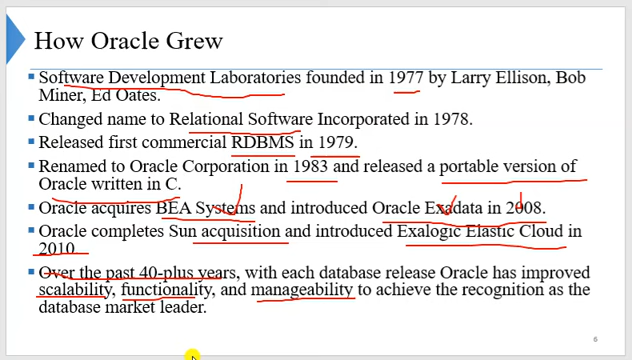 How Oracle Grew
Software Development Laboratories founded in 1977 by Larry Ellison, Bob
Miner, Ed Oates.
Changed name to Relational Software Incorporated in 1978.
Released first commercial RDBMS in 1979.
Renamed to Oracle Corporation in 1983 and released a portable version of
Oracle written in C.
Oracle acquires BEA Systems and introduced Oracle Exadata in 2008.
Oracle completes Sun acquisition and introduced Exalogic Elastic Cloud in
2010
Over the past 40-plus years, with each database release Oracle has improved
scalability, functionality, and manageability to achieve the recognition as the
database market leader.
6